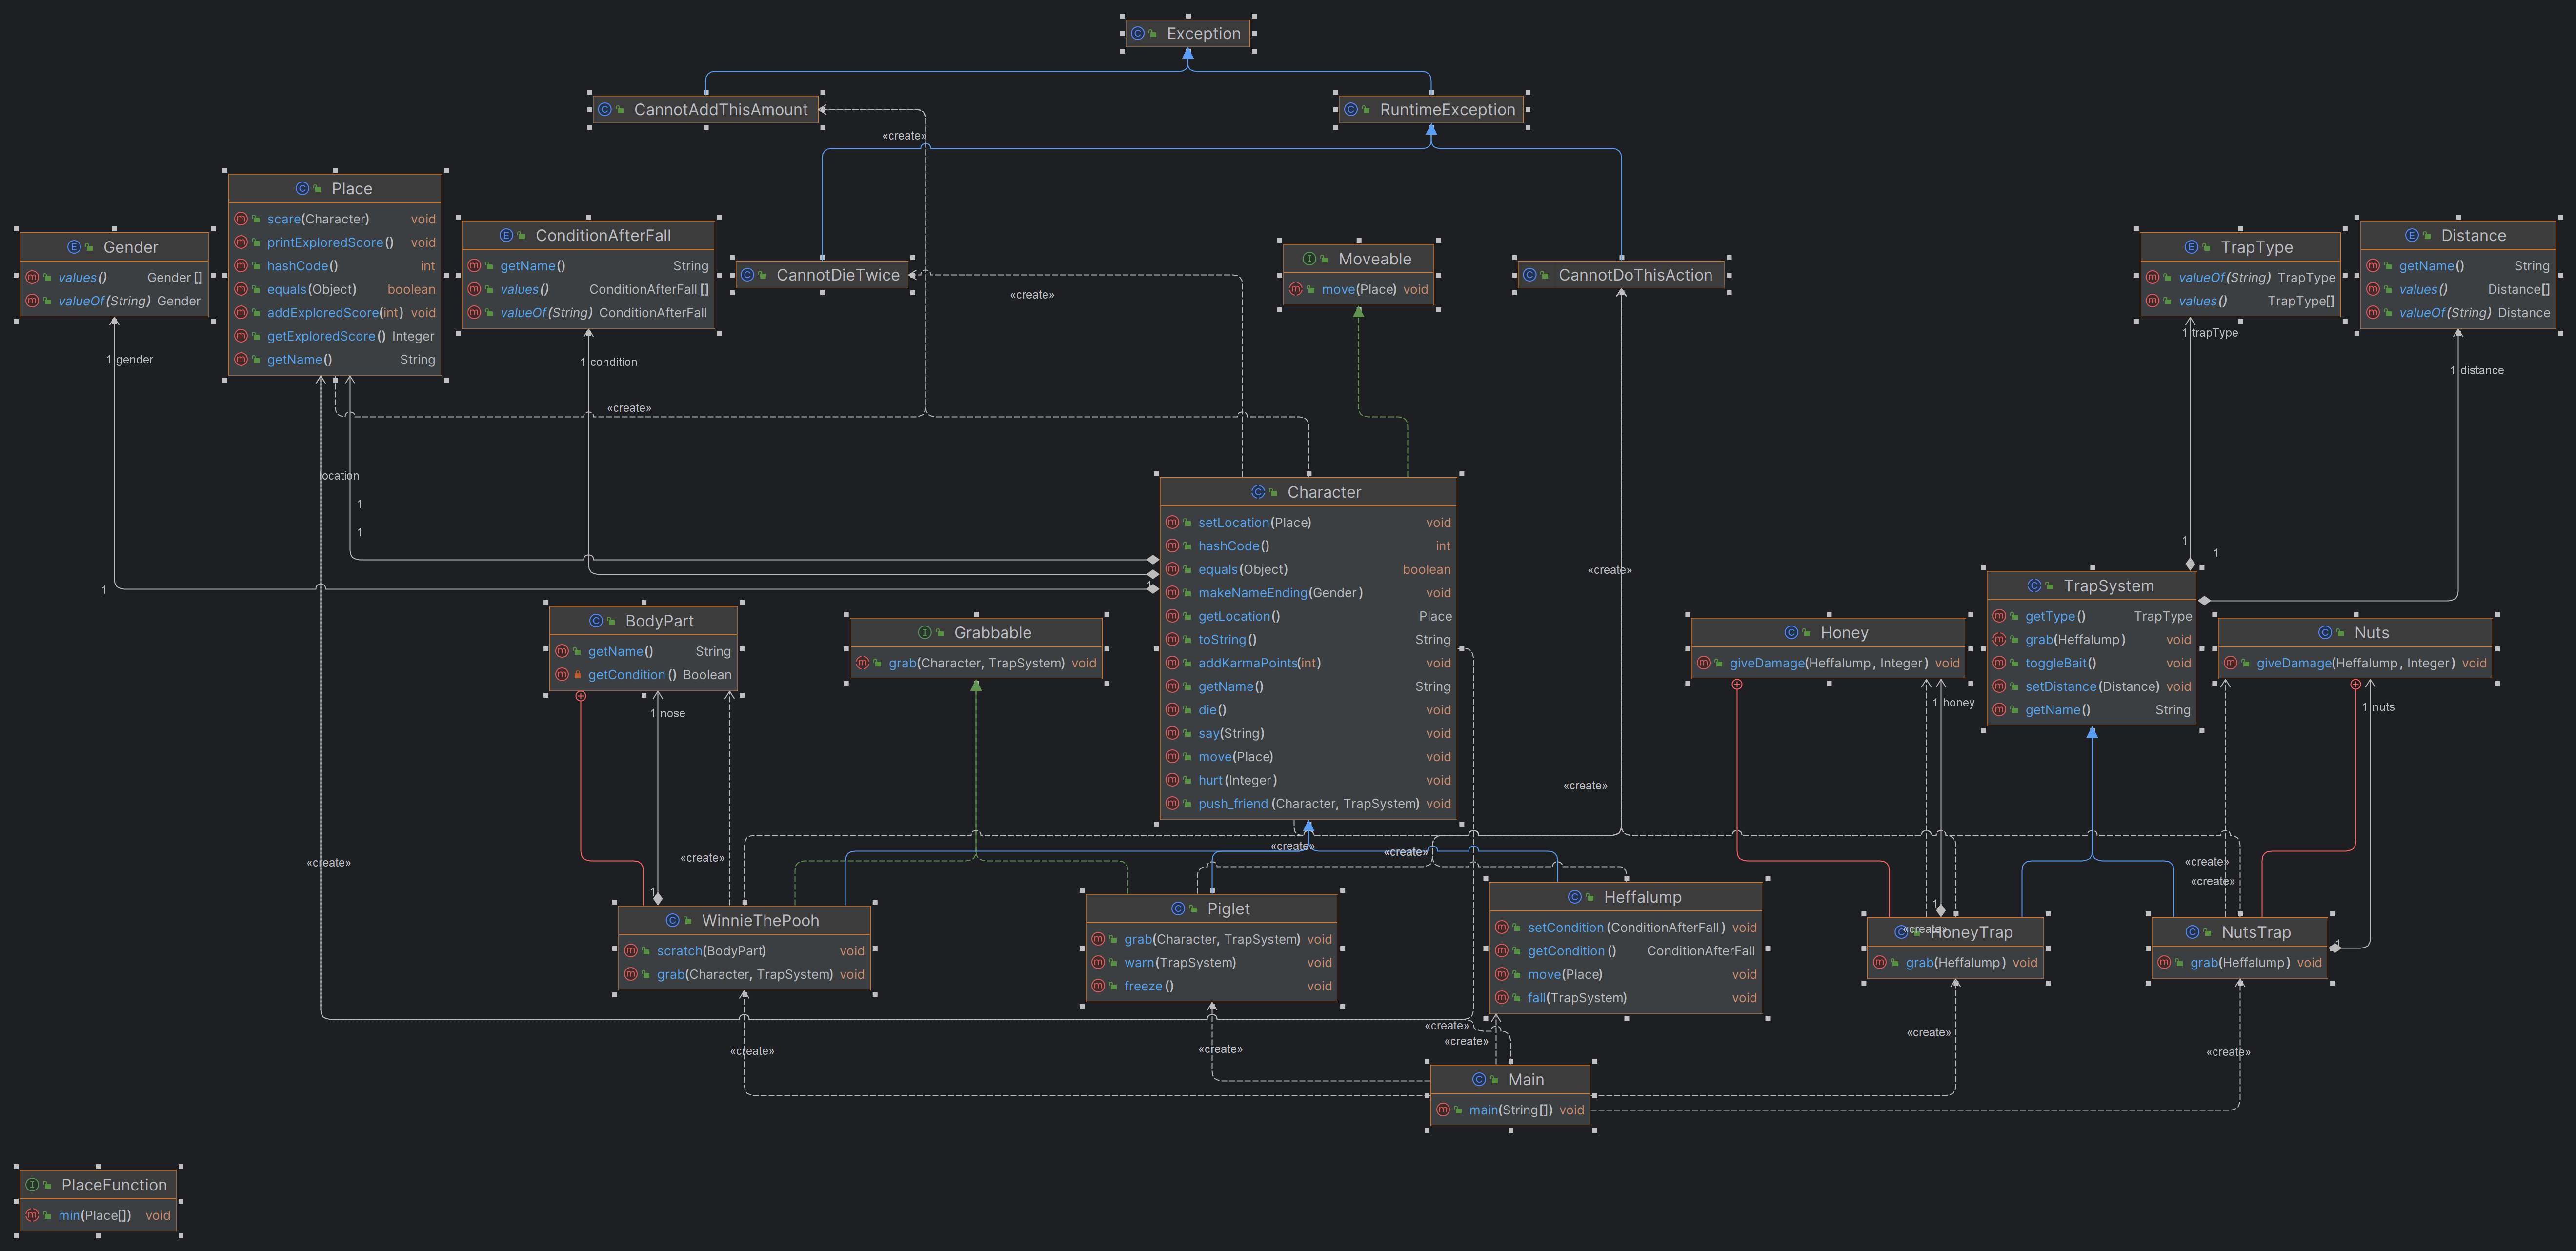 Exception
CannotAddThisAmount
RuntimeException
«create»
Place
scare(Character) void
printExploredScore() void
hashCode() int
equals(Object) boolean
addExploredScore(int) void
getExploredScore() Integer
getName() String
Gender
values() Gender[]
valueOf(String) Gender
ConditionAfterFall
getName() String
values() ConditionAfterFall[]
valueOf(String) ConditionAfterFall
CannotDieTwice
«create»
Moveable
move(Place) void
CannotDoThisAction
TrapType
valueOf(String) TrapType
values() TrapType[]
Distance
getName() String
values() Distance[]
valueOf(String) Distance
1 gender
1 condition
1 trapType
1 distance
«create»
location
1
1
1
Character
setLocation(Place) void
hashCode() int
equals(Object) boolean
makeNameEnding(Gender) void
getLocation() Place
toString() String
addKarmaPoints(int) void
getName() String
die() void
say(String) void
move(Place) void
hurt(Integer) void
push_friend(Character, TrapSystem) void
1
«create»
1
1
TrapSystem
getType() TrapType
grab(Heffalump) void
toggleBait() void
setDistance(Distance) void
getName() String
BodyPart
getName() String
getCondition() Boolean
Grabbable
grab(Character, TrapSystem) void
Honey
giveDamage(Heffalump, Integer) void
Nuts
giveDamage(Heffalump, Integer) void
1 nose
1 honey
1 nuts
«create»
«create»
«create»
«create»
«create»
«create»
«create»
1
WinnieThePooh
scratch(BodyPart) void
grab(Character, TrapSystem) void
Piglet
grab(Character, TrapSystem) void
warn(TrapSystem) void
freeze() void
Heffalump
setCondition(ConditionAfterFall) void
getCondition() ConditionAfterFall
move(Place) void
fall(TrapSystem) void
1
«create»
HoneyTrap
grab(Heffalump) void
NutsTrap
grab(Heffalump) void
1
«create»
«create»
«create»
«create»
«create»
«create»
Main
main(String[]) void
PlaceFunction
min(Place[]) void